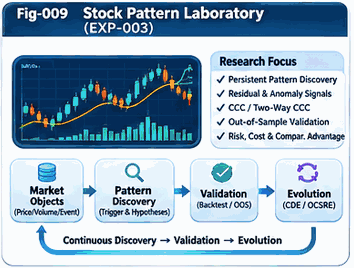 Fig-009 Stock Pattern Laboratory
(EXP-003)
Research Focus
✓ Persistent Pattern Discovery
✓ Residual & Anomaly Signals
✓ CCC / Two-Way CCC
✓ Out-of-Sample Validation
✓ Risk, Cost & Compar. Advantage
Market
Objects
(Price/Volume/Event)
Pattern
Discovery
(Trigger & Hypotheses)
Validation
(Backtest / OOS)
Evolution
(CDE / OCSRE)
Continuous Discovery → Validation → Evolution